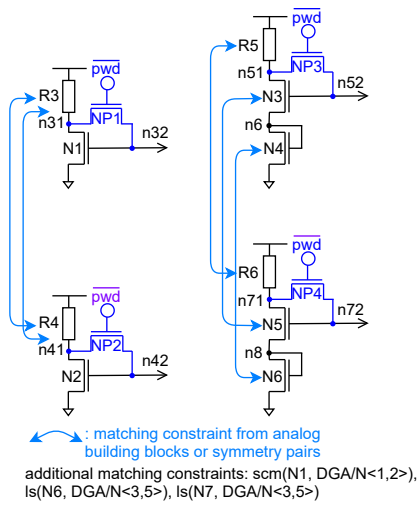 pwd
R3
n31
NP1
n32
N1
pwd
R4
n41
NP2
n42
N2
pwd
R5
n51
NP3
n52
N3
n6
N4
pwd
R6
n71
NP4
n72
N5
n8
N6
: matching constraint from analog
building blocks or symmetry pairs
additional matching constraints: scm(N1, DGA/N<1,2>),
ls(N6, DGA/N<3,5>), ls(N7, DGA/N<3,5>)